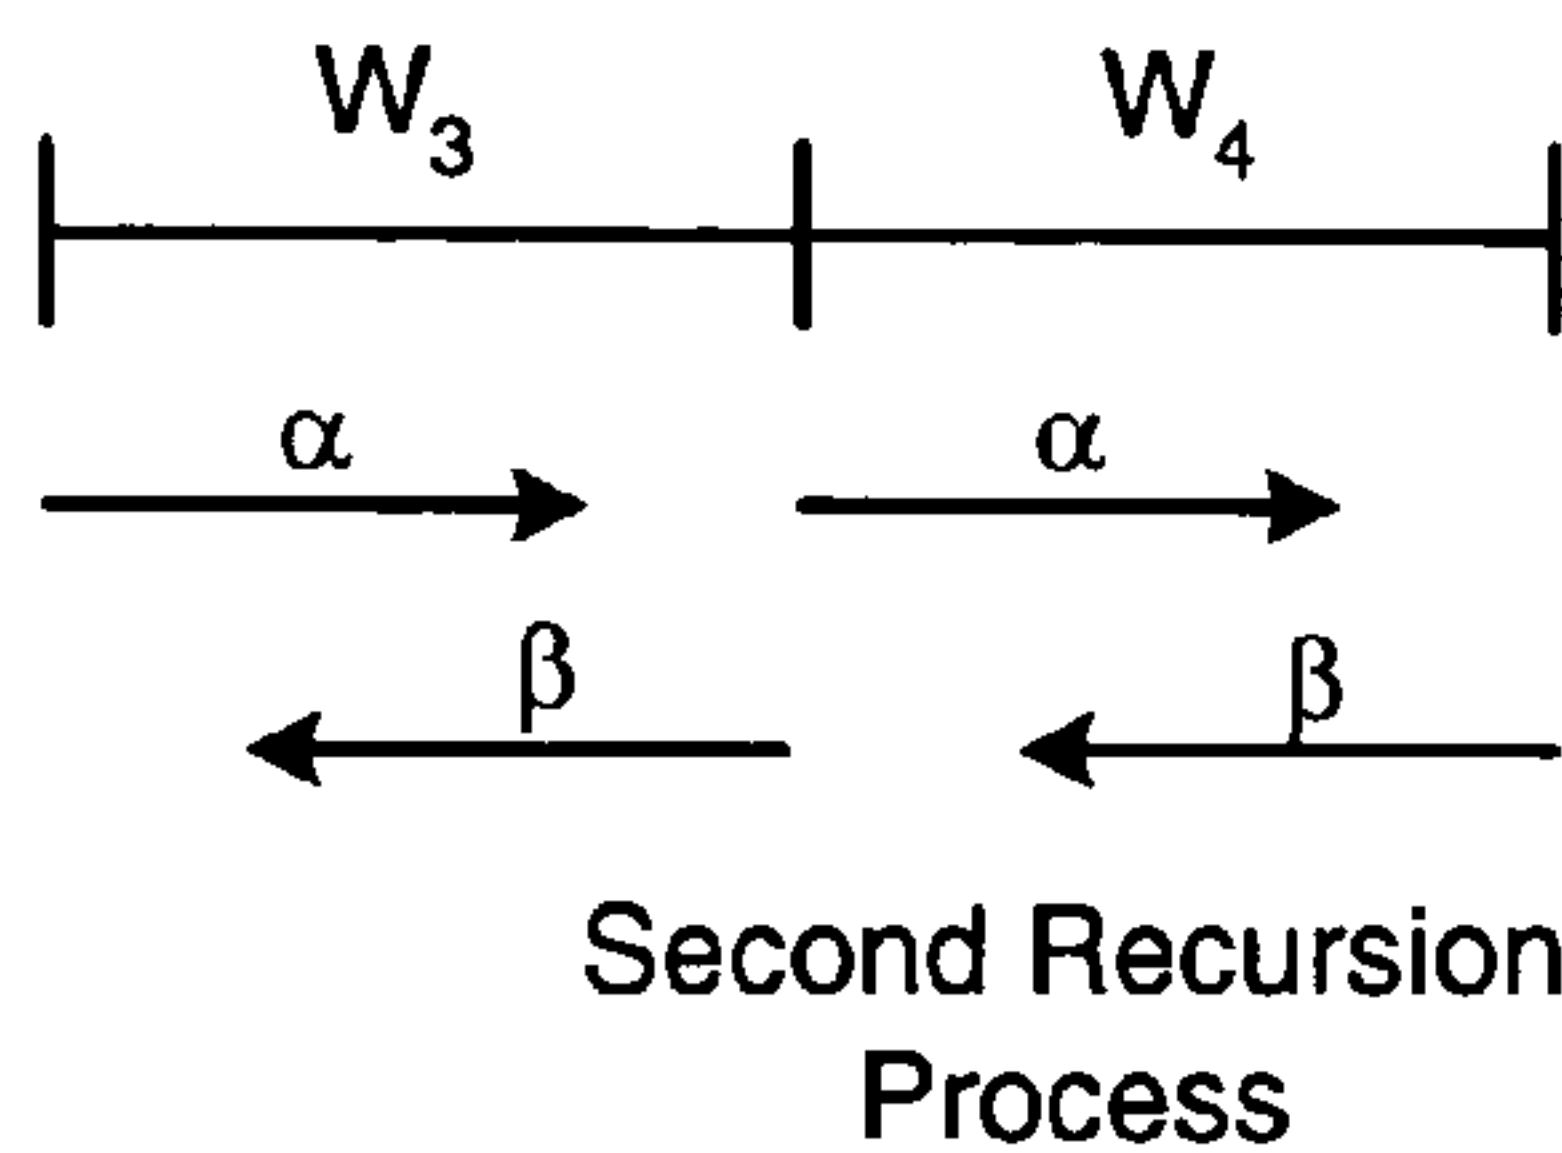 W₃ W₄
α α
β β
Second Recursion
Process